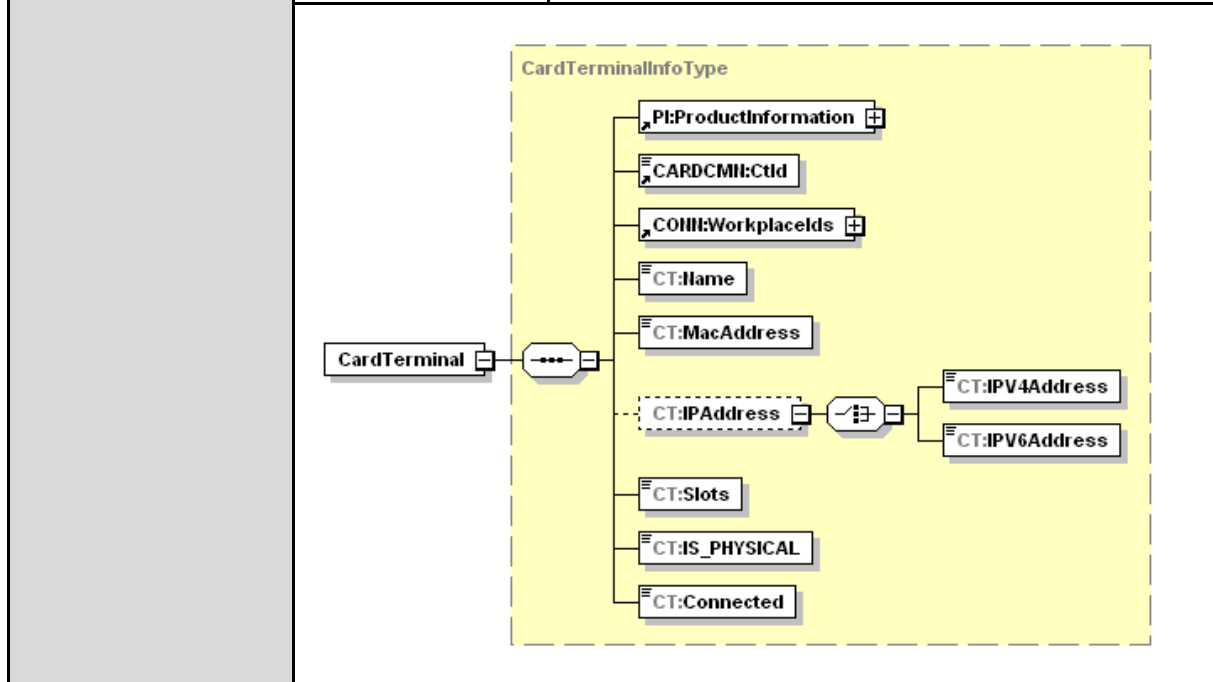 CardTerminalInfoType
PI:ProductInformation
CARDCMN:CtId
CONN:WorkplaceIds
CT:Name
CT:MacAddress
CardTerminal
CT:IPAddress
CT:IPV4Address
CT:IPV6Address
CT:Slots
CT:IS_PHYSICAL
CT:Connected